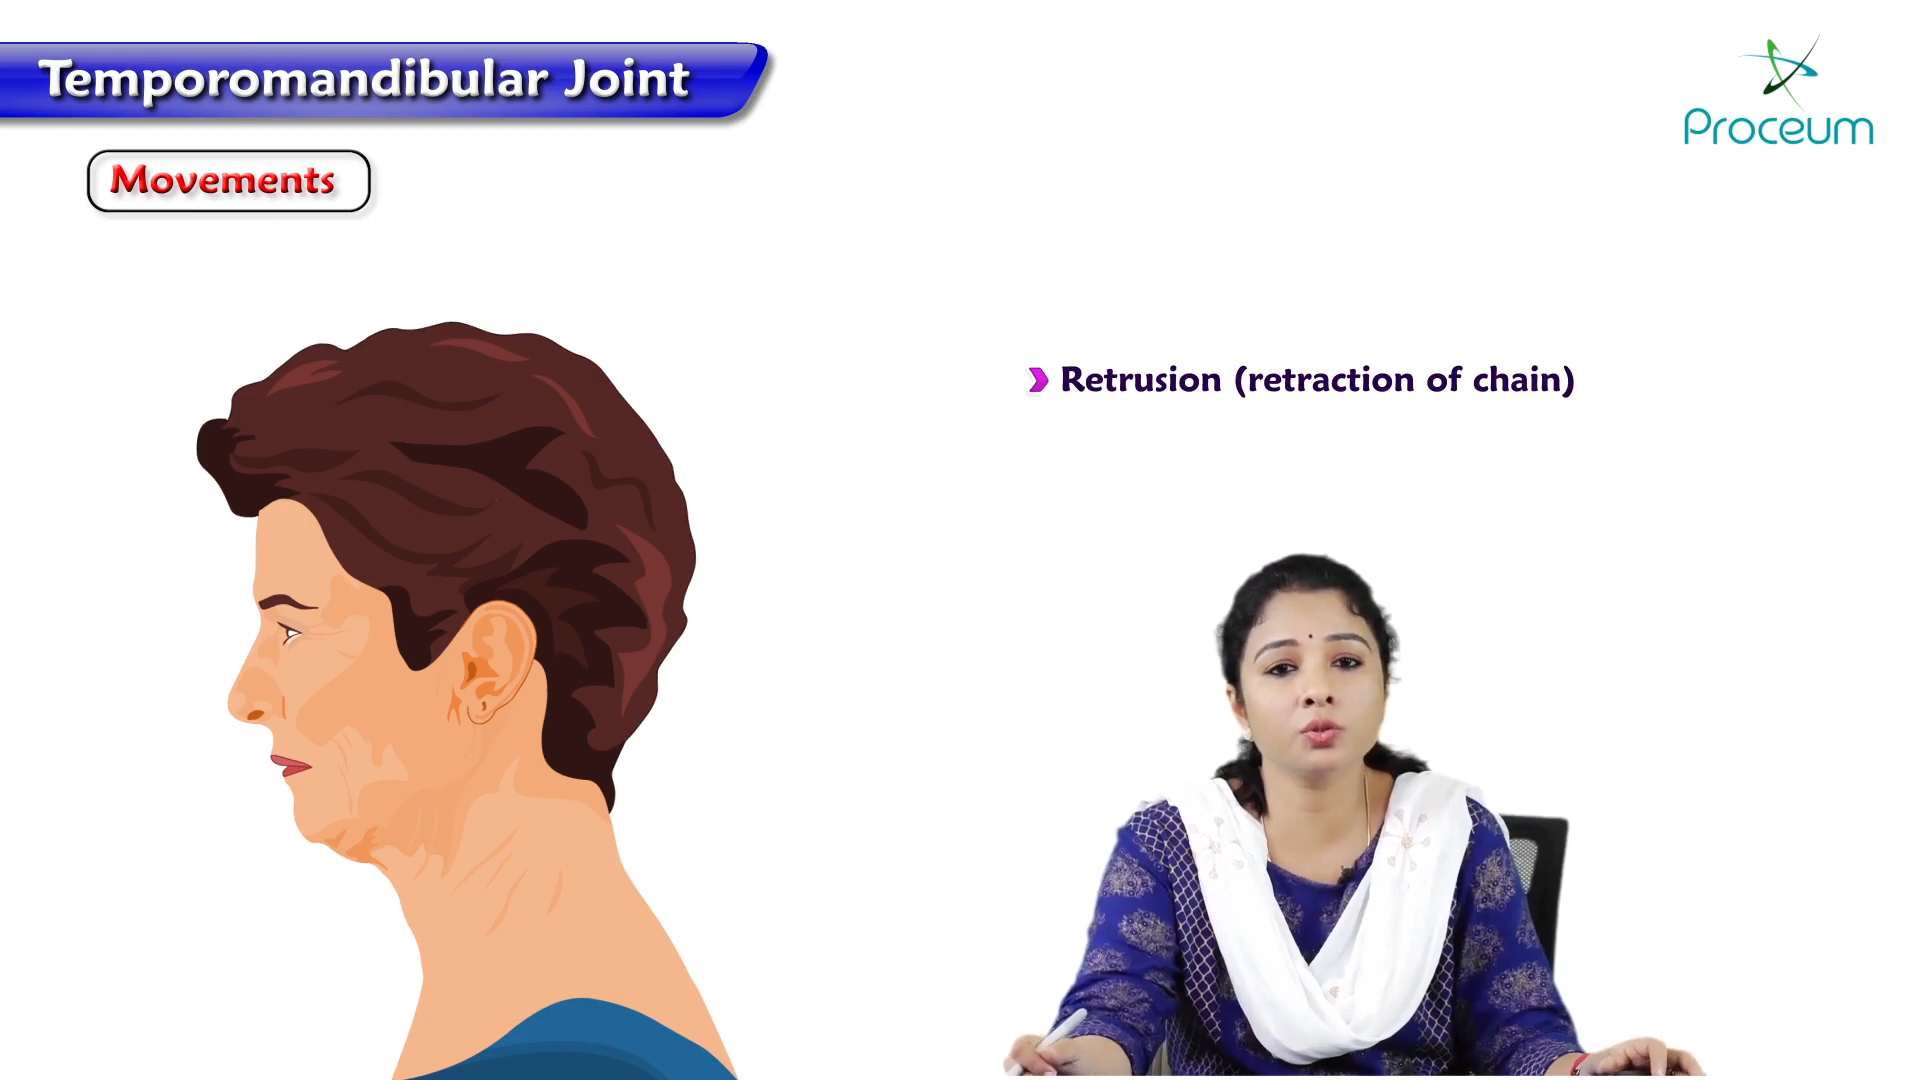 Temporomandibular Joint
Proceum
Movements
Retrusion (retraction of chain)